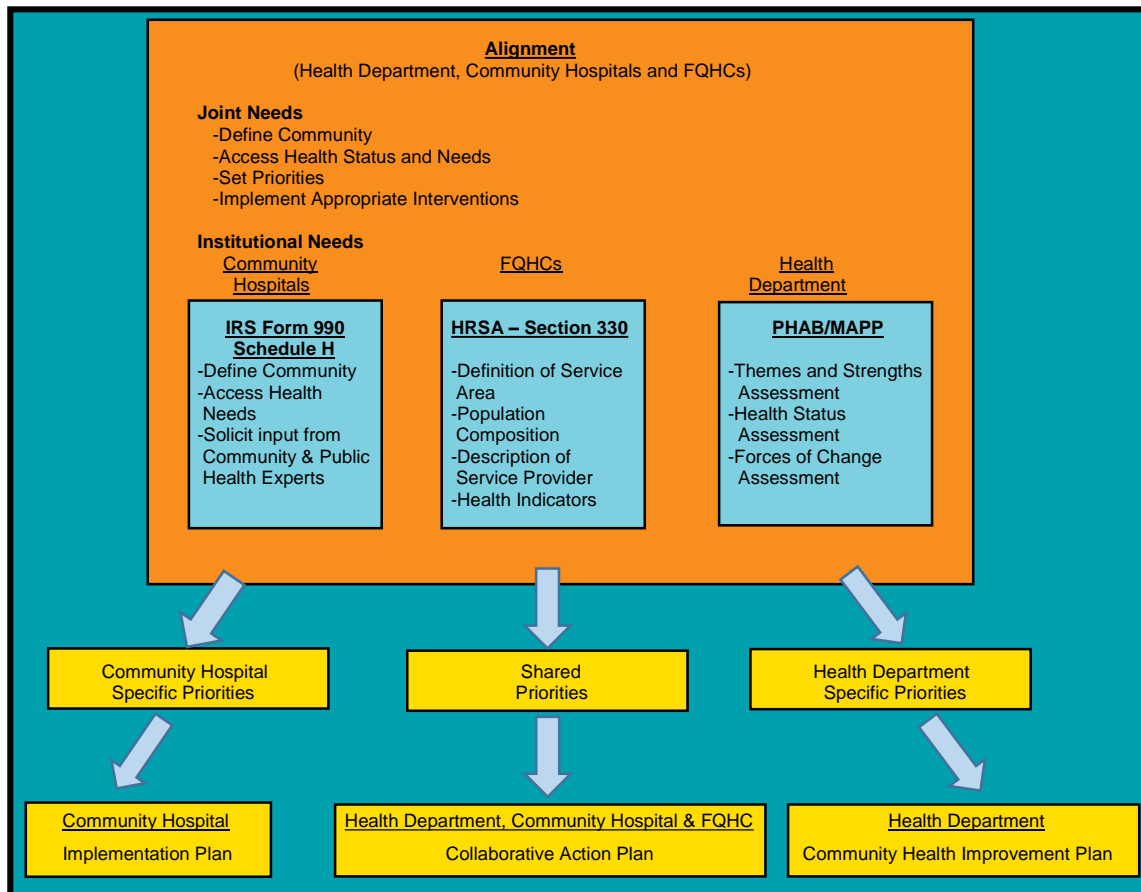 Alignment
(Health Department, Community Hospitals and FQHCs)
Joint Needs
-Define Community
-Access Health Status and Needs
-Set Priorities
-Implement Appropriate Interventions
Institutional Needs
Community
Hospitals
IRS Form 990
Schedule H
-Define Community
-Access Health
Needs
-Solicit input from
Community & Public
Health Experts
FQHCs
HRSA – Section 330
-Definition of Service
Area
-Population
Composition
-Description of
Service Provider
-Health Indicators
Health
Department
PHAB/MAPP
-Themes and Strengths
Assessment
-Health Status
Assessment
-Forces of Change
Assessment
Community Hospital
Specific Priorities
Shared
Priorities
Health Department
Specific Priorities
Community Hospital
Implementation Plan
Health Department, Community Hospital & FQHC
Collaborative Action Plan
Health Department
Community Health Improvement Plan